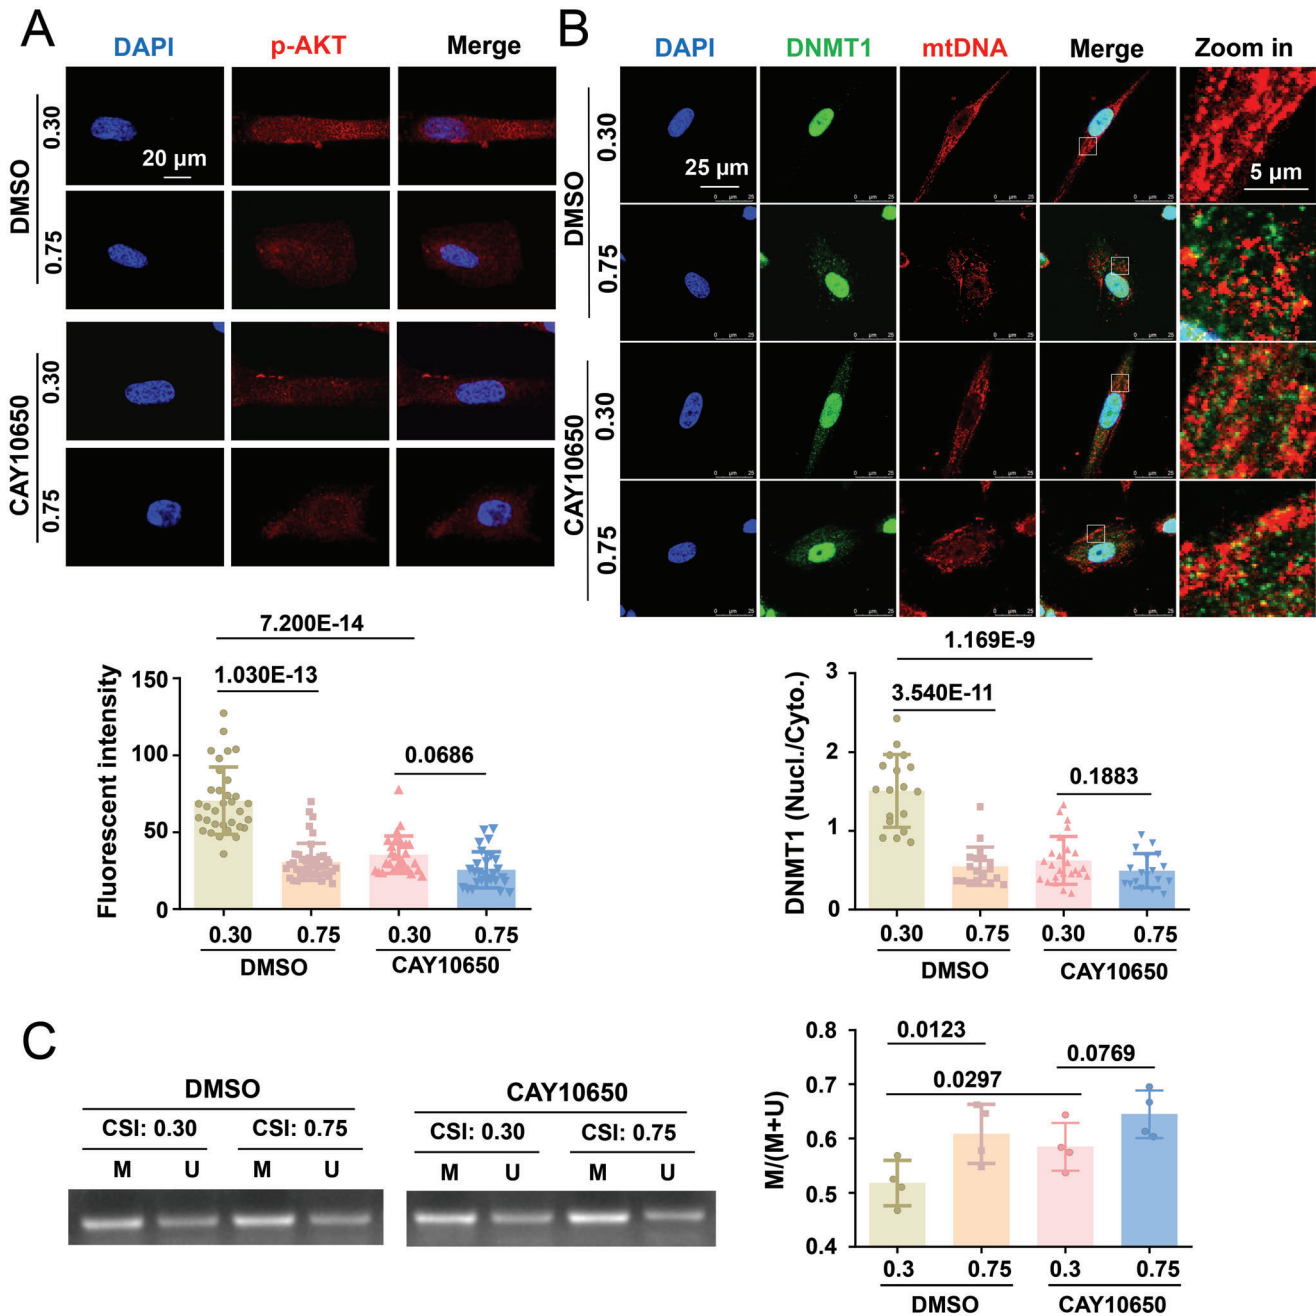 A
B
DAPI
p-AKT
Merge
DAPI
DNMT1
mtDNA
Merge
Zoom in
DMSO
0.30
0.75
CAY10650
0.30
0.75
20 μm
DMSO
0.30
0.75
CAY10650
0.30
0.75
25 μm
5 μm
7.200E-14
1.030E-13
0.0686
Fluorescent intensity
150
100
50
0
0.30
0.75
0.30
0.75
DMSO
CAY10650
1.169E-9
3.540E-11
0.1883
DNMT1 (Nucl./Cyto.)
3
2
1
0
0.30
0.75
0.30
0.75
DMSO
CAY10650
C
DMSO
CAY10650
CSI: 0.30
CSI: 0.75
CSI: 0.30
CSI: 0.75
M
U
M
U
M
U
M
U
0.0123
0.0297
0.0769
M/(M+U)
0.8
0.7
0.6
0.5
0.4
0.3
0.75
0.3
0.75
DMSO
CAY10650